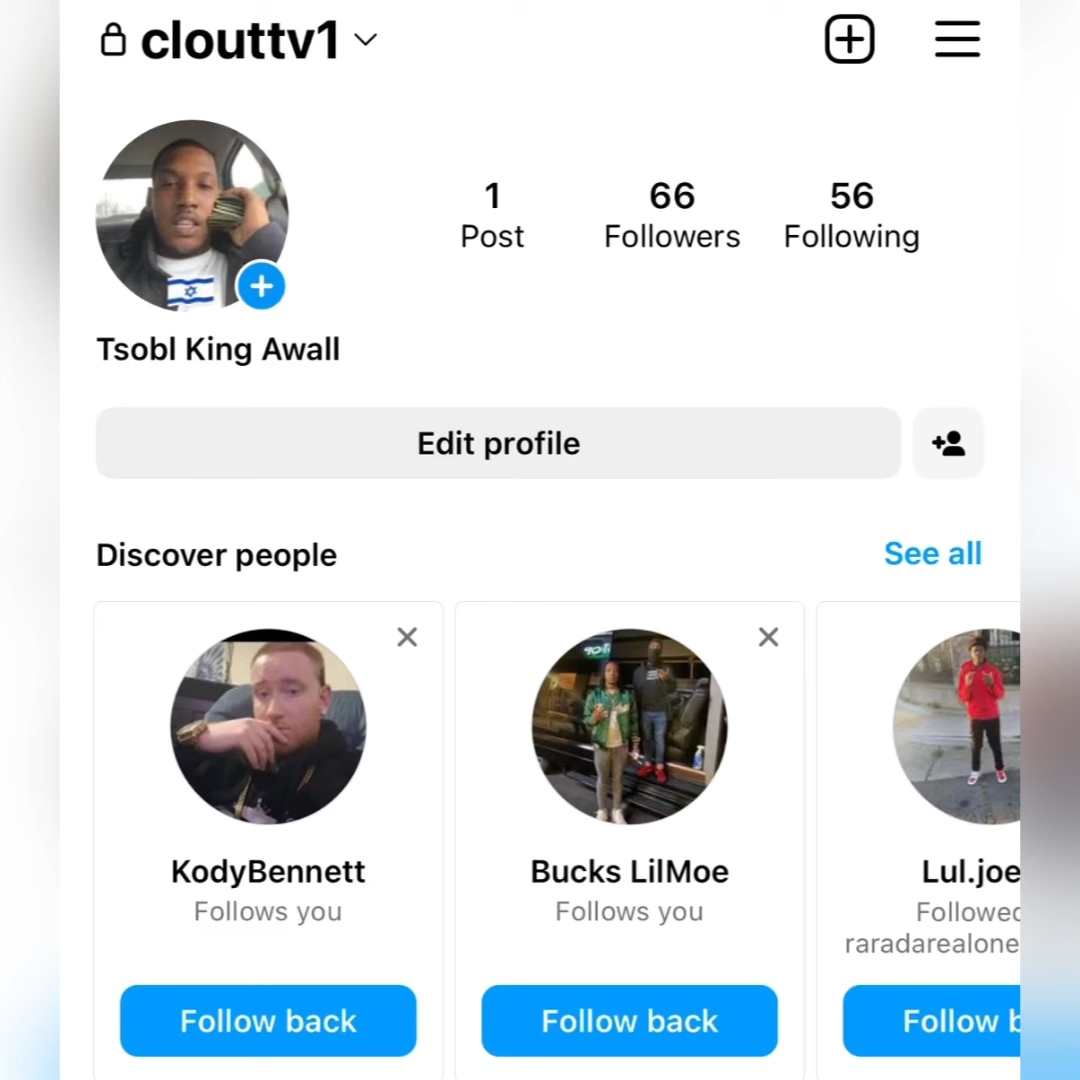 clouttv1
1 66 56
Post Followers Following
Tsobl King Awall
Edit profile
Discover people See all
KodyBennett Bucks LilMoe Lul.joe
Follows you Follows you Followed
raradarealone
Follow back Follow back Follow b